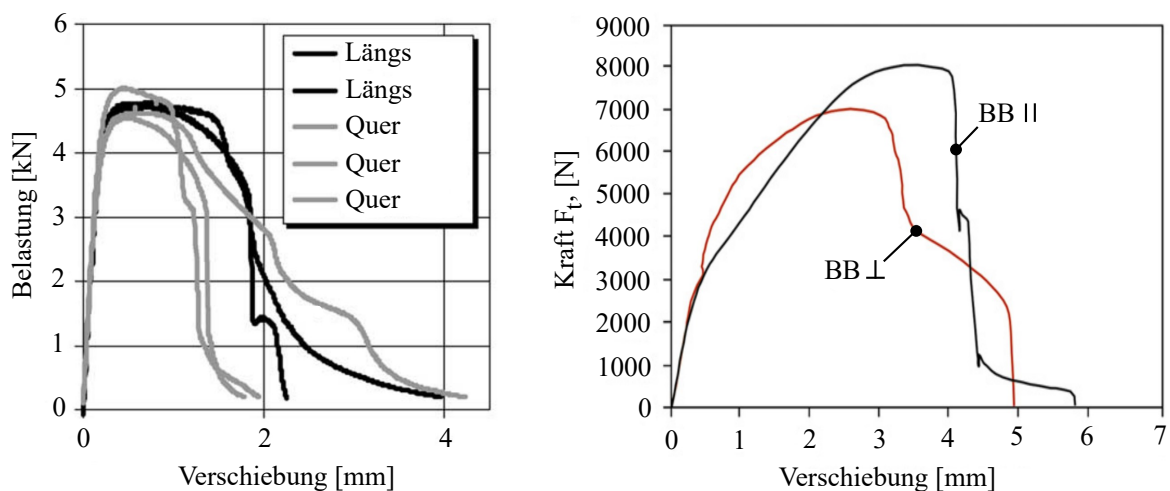 6
5
4
3
2
1
0
Belastung [kN]
Längs
Längs
Quer
Quer
Quer
0 2 4
Verschiebung [mm]
9000
8000
7000
6000
5000
4000
3000
2000
1000
0
Kraft Ft, [N]
BB ||
BB ⊥
0 1 2 3 4 5 6 7
Verschiebung [mm]